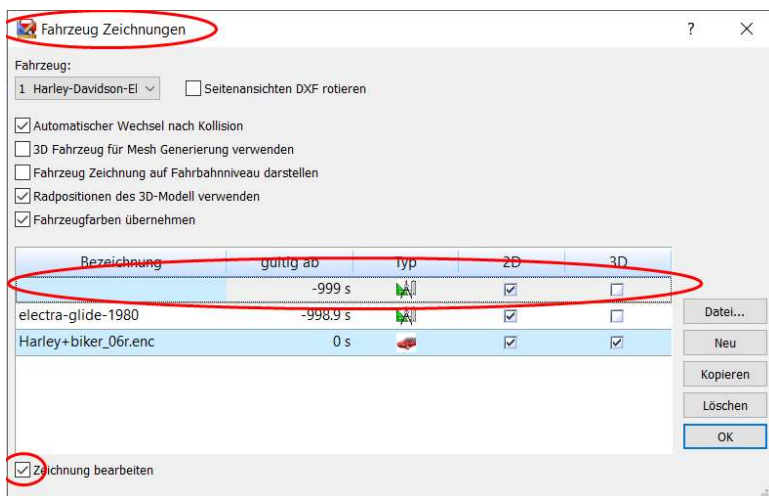 Fahrzeug Zeichnungen ?
Fahrzeug:
1 Harley-Davidson-El
Seitenansichten DXF rotieren
Automatischer Wechsel nach Kollision
3D Fahrzeug für Mesh Generierung verwenden
Fahrzeug Zeichnung auf Fahrbahnniveau darstellen
Radpositionen des 3D-Modell verwenden
Fahrzeugfarben übernehmen
Bezeichnung gültig ab Typ 2D 3D
-999 s
electra-glide-1980 -998.9 s
Harley+biker_06r.enc 0 s
Datei...
Neu
Kopieren
Löschen
OK
Zeichnung bearbeiten